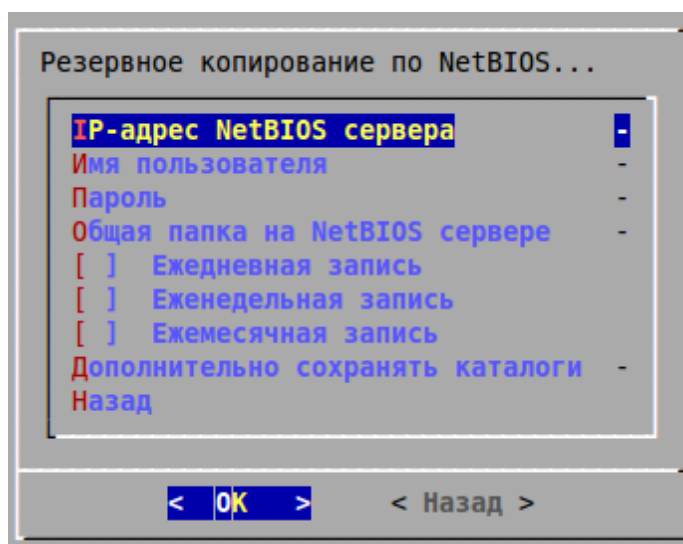 Резервное копирование по NetBIOS...
IP-адрес NetBIOS сервера -
Имя пользователя -
Пароль -
Общая папка на NetBIOS сервере -
[ ] Ежедневная запись
[ ] Еженедельная запись
[ ] Ежемесячная запись
Дополнительно сохранять каталоги -
Назад
< OK > < Назад >